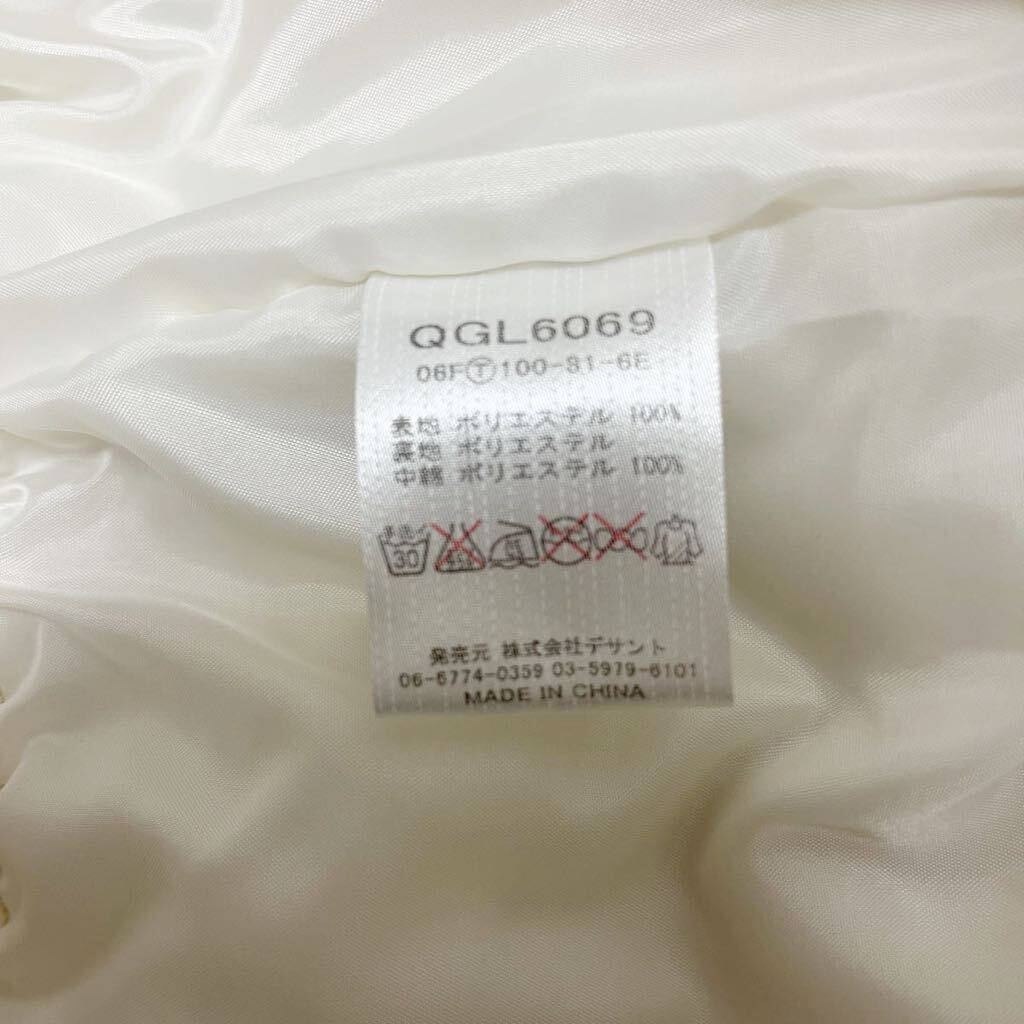 QGL6069
06FⓉ100-81-6E
表地 ポリエステル 100%
裏地 ポリエステル
中綿 ポリエステル 100%
30
発売元 株式会社デサント
06-6774-0359 03-5979-6101
MADE IN CHINA